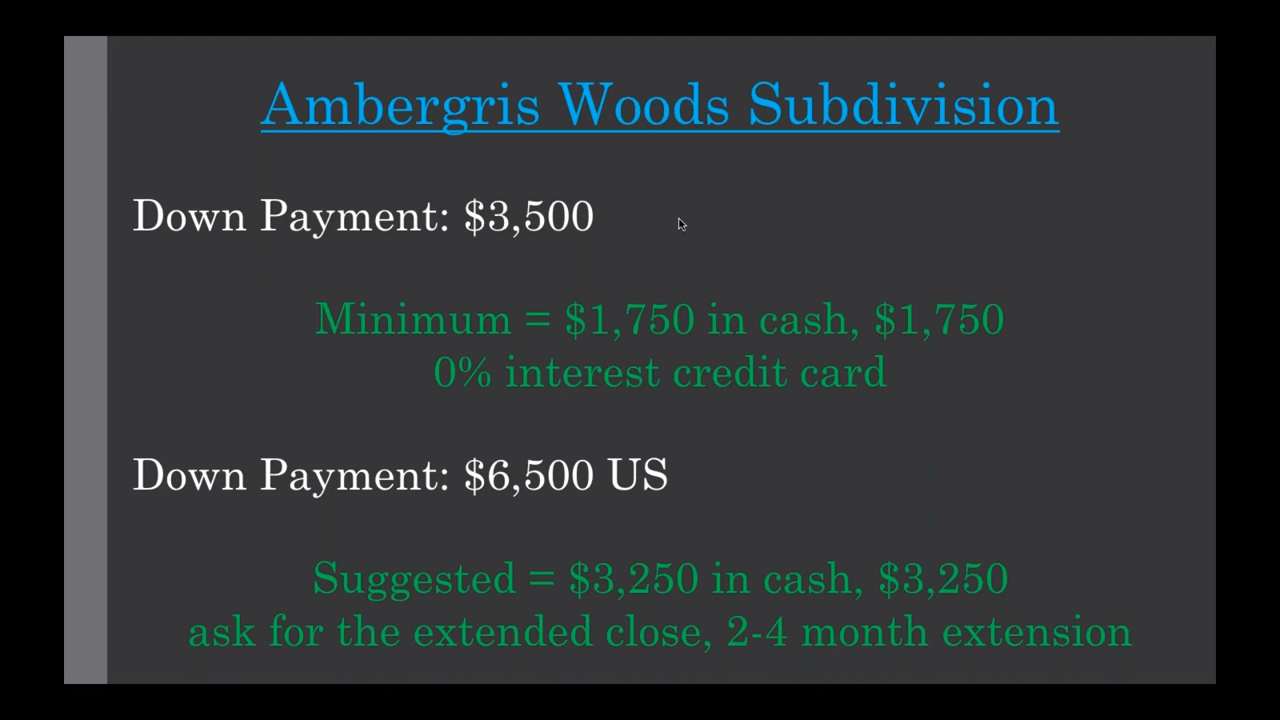 Ambergris Woods Subdivision
Down Payment: $3,500
Minimum = $1,750 in cash, $1,750
0% interest credit card
Down Payment: $6,500 US
Suggested = $3,250 in cash, $3,250
ask for the extended close, 2-4 month extension